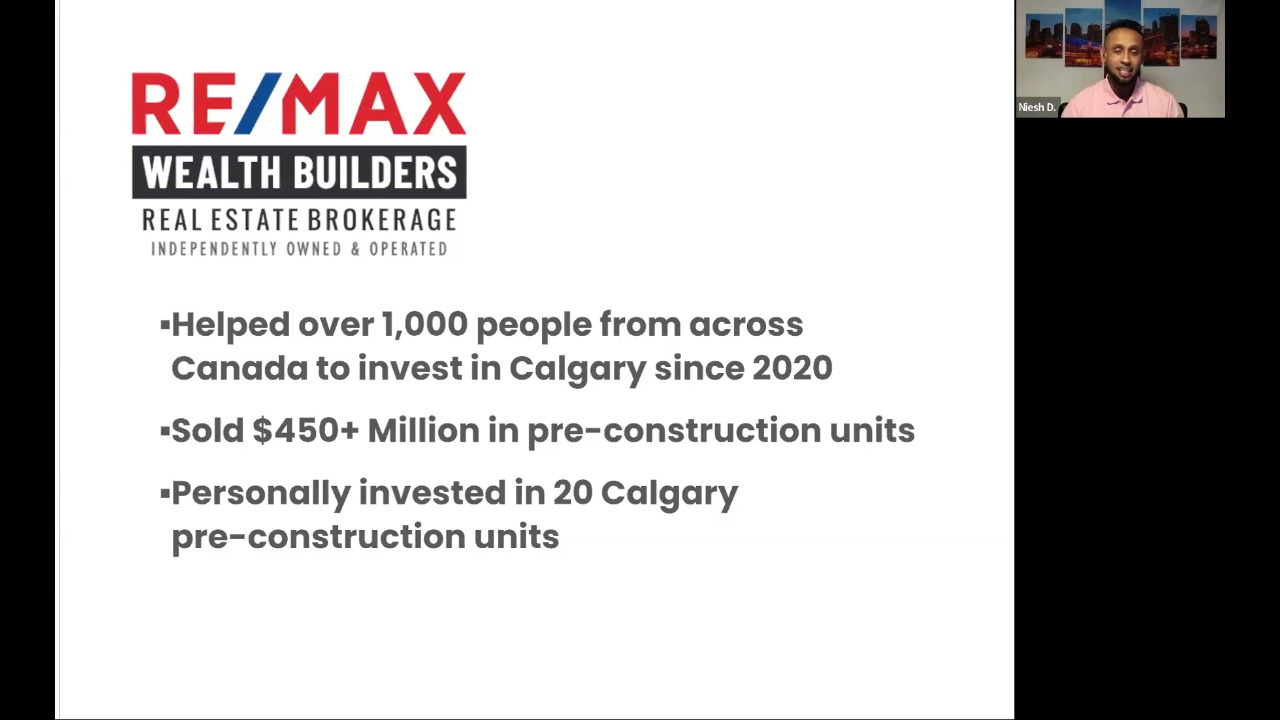 RE/MAX
WEALTH BUILDERS
REAL ESTATE BROKERAGE
INDEPENDENTLY OWNED & OPERATED
▪Helped over 1,000 people from across
Canada to invest in Calgary since 2020
▪Sold $450+ Million in pre-construction units
▪Personally invested in 20 Calgary
pre-construction units
Niesh D.